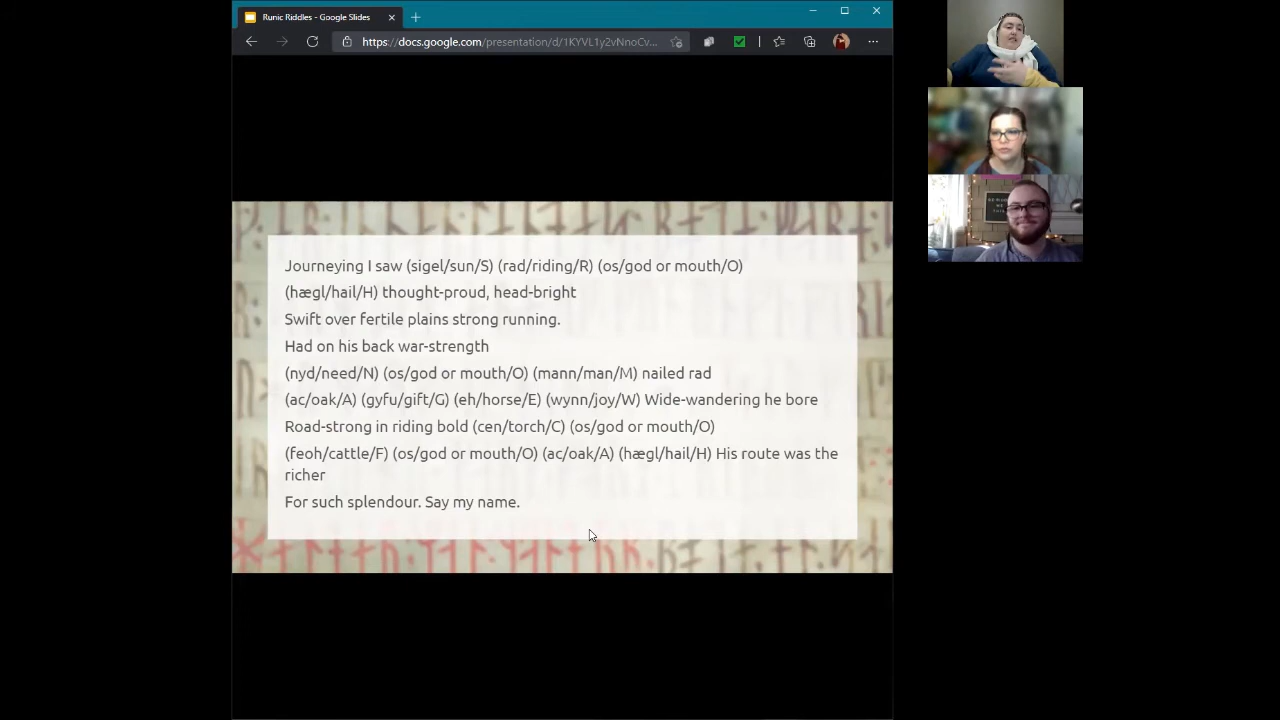 Runic Riddles - Google Slides
https://docs.google.com/presentation/d/1KYVL1y2vNnoCv...
Journeying I saw (sigel/sun/S) (rad/riding/R) (os/god or mouth/O)
(hægl/hail/H) thought-proud, head-bright
Swift over fertile plains strong running.
Had on his back war-strength
(nyd/need/N) (os/god or mouth/O) (mann/man/M) nailed rad
(ac/oak/A) (gyfu/gift/G) (eh/horse/E) (wynn/joy/W) Wide-wandering he bore
Road-strong in riding bold (cen/torch/C) (os/god or mouth/O)
(feoh/cattle/F) (os/god or mouth/O) (ac/oak/A) (hægl/hail/H) His route was the
richer
For such splendour. Say my name.